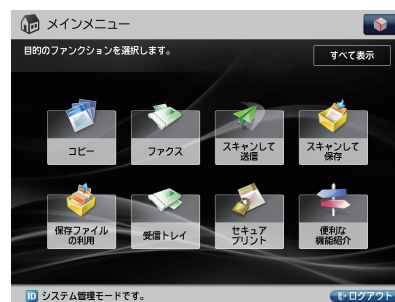 メインメニュー
目的のファンクションを選択します。
すべて表示
コピー
ファクス
スキャンして
送信
スキャンして
保存
保存ファイル
の利用
受信トレイ
セキュア
プリント
便利な
機能紹介
ID システム管理モードです。
ログアウト